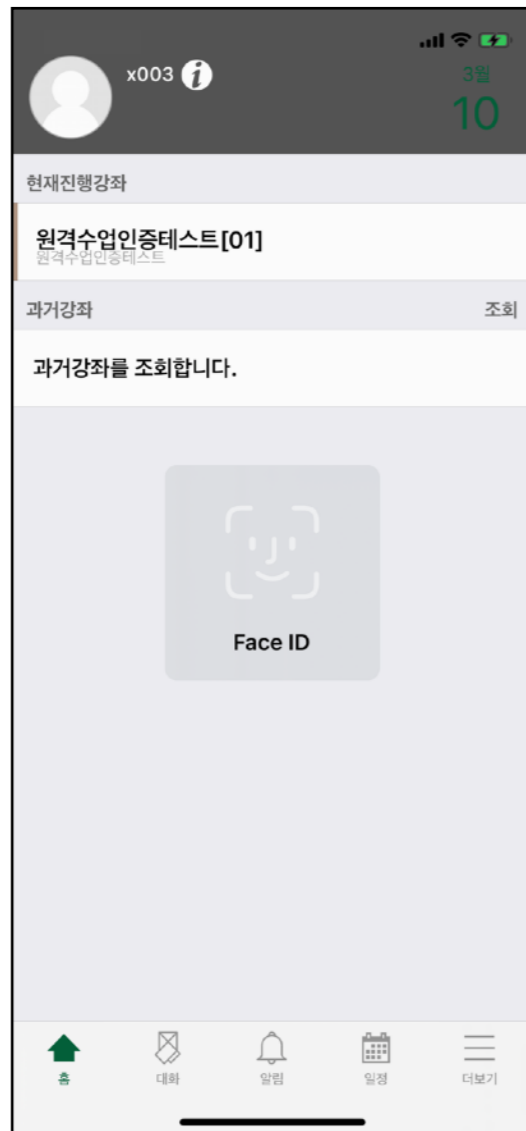 x003
3월
10
현재진행강좌
원격수업인증테스트[01]
원격수업인증테스트
과거강좌 조회
과거강좌를 조회합니다.
Face ID
홈 대화 알림 일정 더보기